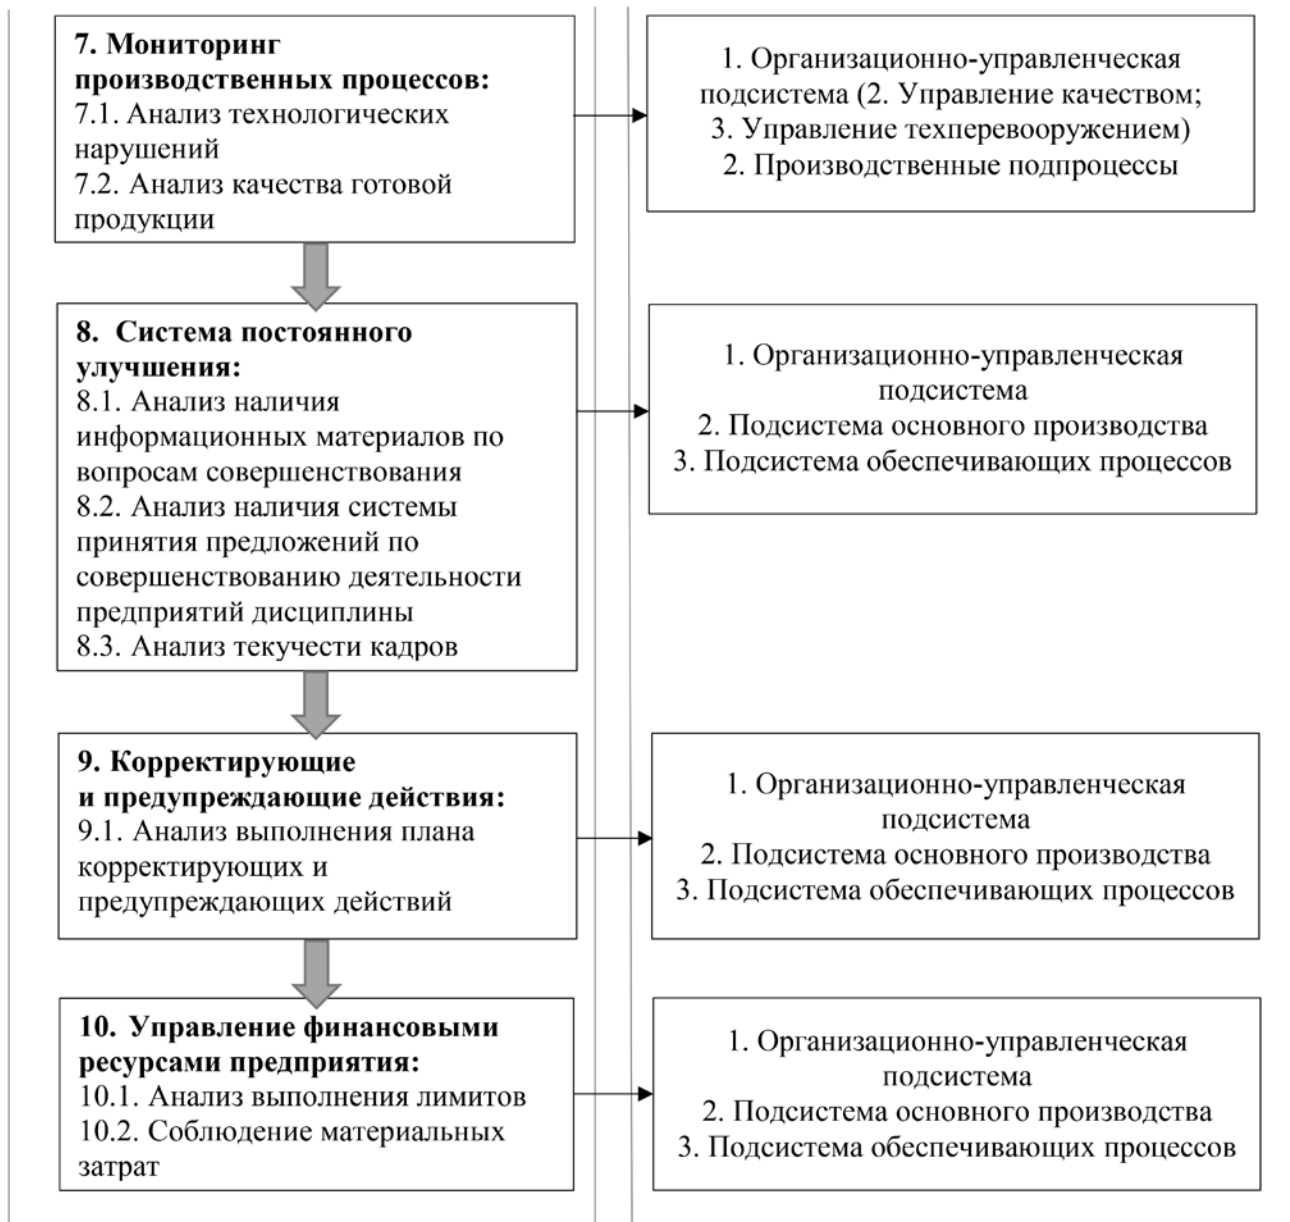 7. Мониторинг
производственных процессов:
7.1. Анализ технологических
нарушений
7.2. Анализ качества готовой
продукции
1. Организационно-управленческая
подсистема (2. Управление качеством;
3. Управление техперевооружением)
2. Производственные подпроцессы
8. Система постоянного
улучшения:
8.1. Анализ наличия
информационных материалов по
вопросам совершенствования
8.2. Анализ наличия системы
принятия предложений по
совершенствованию деятельности
предприятий дисциплины
8.3. Анализ текучести кадров
1. Организационно-управленческая
подсистема
2. Подсистема основного производства
3. Подсистема обеспечивающих процессов
9. Корректирующие
и предупреждающие действия:
9.1. Анализ выполнения плана
корректирующих и
предупреждающих действий
1. Организационно-управленческая
подсистема
2. Подсистема основного производства
3. Подсистема обеспечивающих процессов
10. Управление финансовыми
ресурсами предприятия:
10.1. Анализ выполнения лимитов
10.2. Соблюдение материальных
затрат
1. Организационно-управленческая
подсистема
2. Подсистема основного производства
3. Подсистема обеспечивающих процессов